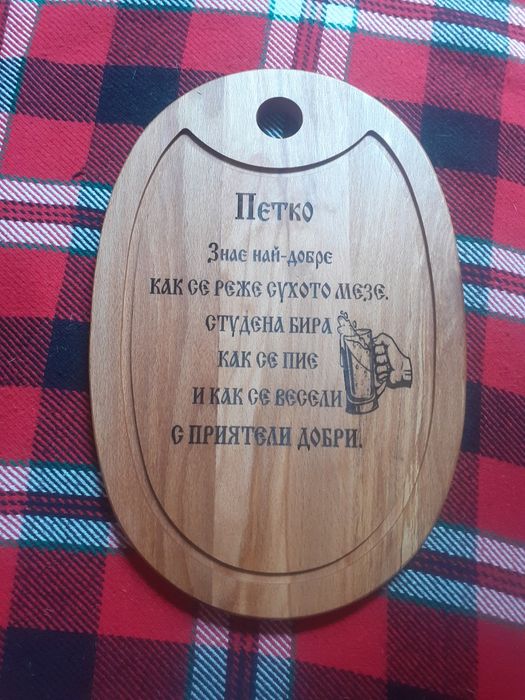 Петко
Знае най-добре
КАК СЕ РЕЖЕ СУХОТО МЕЗЕ.
СТУДЕНА БИРА
КАК СЕ ПИЕ
И КАК СЕ ВЕСЕЛИ
С ПРИЯТЕЛИ ДОБРИ.